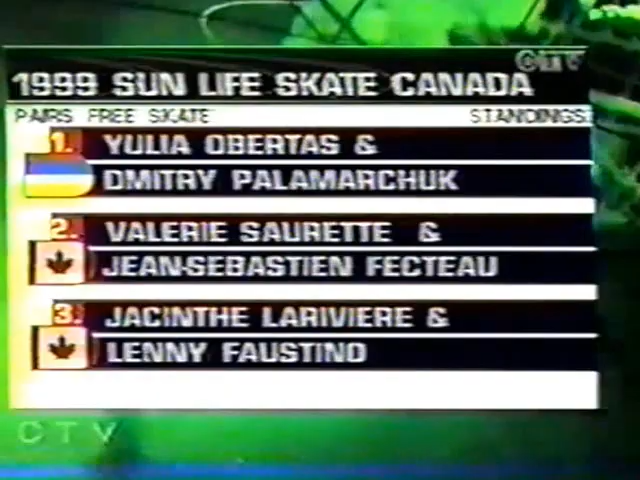 CTV
1999 SUN LIFE SKATE CANADA
PAIRS FREE SKATE STANDINGS
1. YULIA OBERTAS &
DMITRY PALAMARCHUK
2. VALERIE SAURETTE &
JEAN-SEBASTIEN FECTEAU
3. JACINTHE LARIVIERE &
LENNY FAUSTINO
CTV